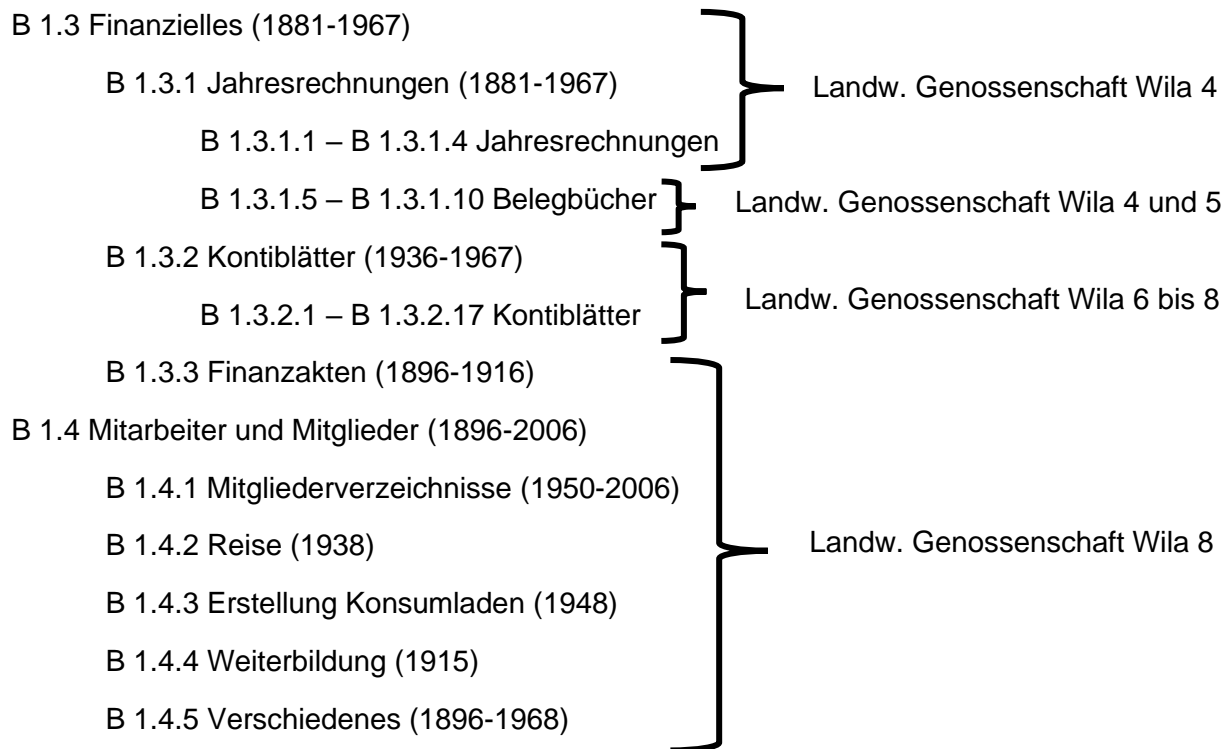 B 1.3 Finanzielles (1881-1967)
B 1.3.1 Jahresrechnungen (1881-1967)
Landw. Genossenschaft Wila 4
B 1.3.1.1 – B 1.3.1.4 Jahresrechnungen
B 1.3.1.5 – B 1.3.1.10 Belegbücher
Landw. Genossenschaft Wila 4 und 5
B 1.3.2 Kontiblätter (1936-1967)
Landw. Genossenschaft Wila 6 bis 8
B 1.3.2.1 – B 1.3.2.17 Kontiblätter
B 1.3.3 Finanzakten (1896-1916)
B 1.4 Mitarbeiter und Mitglieder (1896-2006)
B 1.4.1 Mitgliederverzeichnisse (1950-2006)
B 1.4.2 Reise (1938)
Landw. Genossenschaft Wila 8
B 1.4.3 Erstellung Konsumladen (1948)
B 1.4.4 Weiterbildung (1915)
B 1.4.5 Verschiedenes (1896-1968)